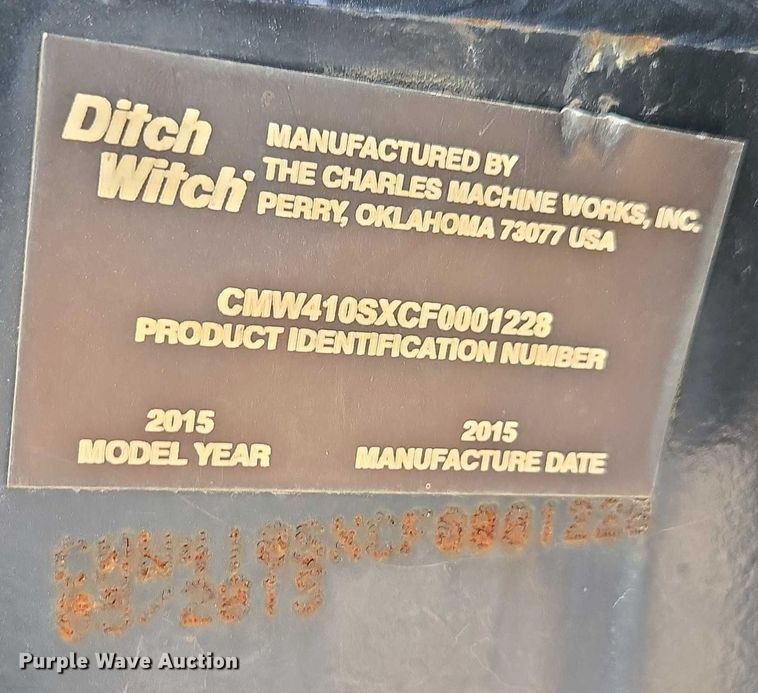 Ditch
Witch®
MANUFACTURED BY
THE CHARLES MACHINE WORKS, INC.
PERRY, OKLAHOMA 73077 USA
CMW410SXCF0001228
PRODUCT IDENTIFICATION NUMBER
2015
MODEL YEAR
2015
MANUFACTURE DATE
CMW410SXCF0001228
Purple Wave Auction